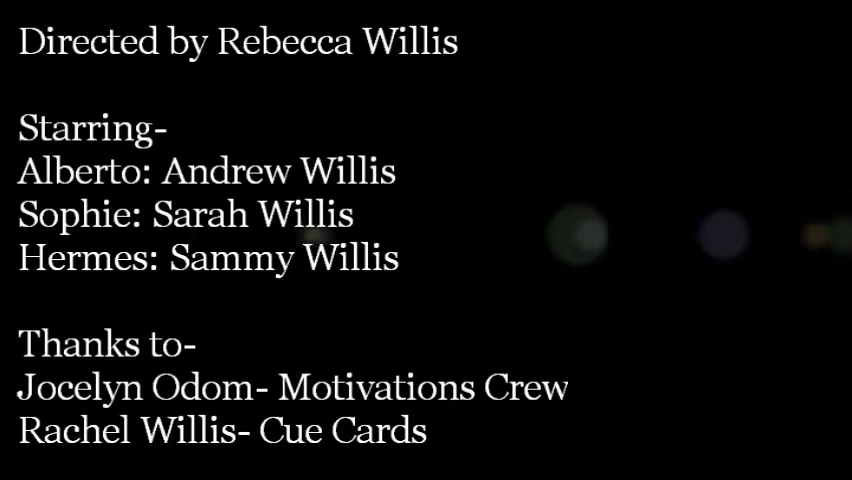 Directed by Rebecca Willis
Starring-
Alberto: Andrew Willis
Sophie: Sarah Willis
Hermes: Sammy Willis
Thanks to-
Jocelyn Odom- Motivations Crew
Rachel Willis- Cue Cards